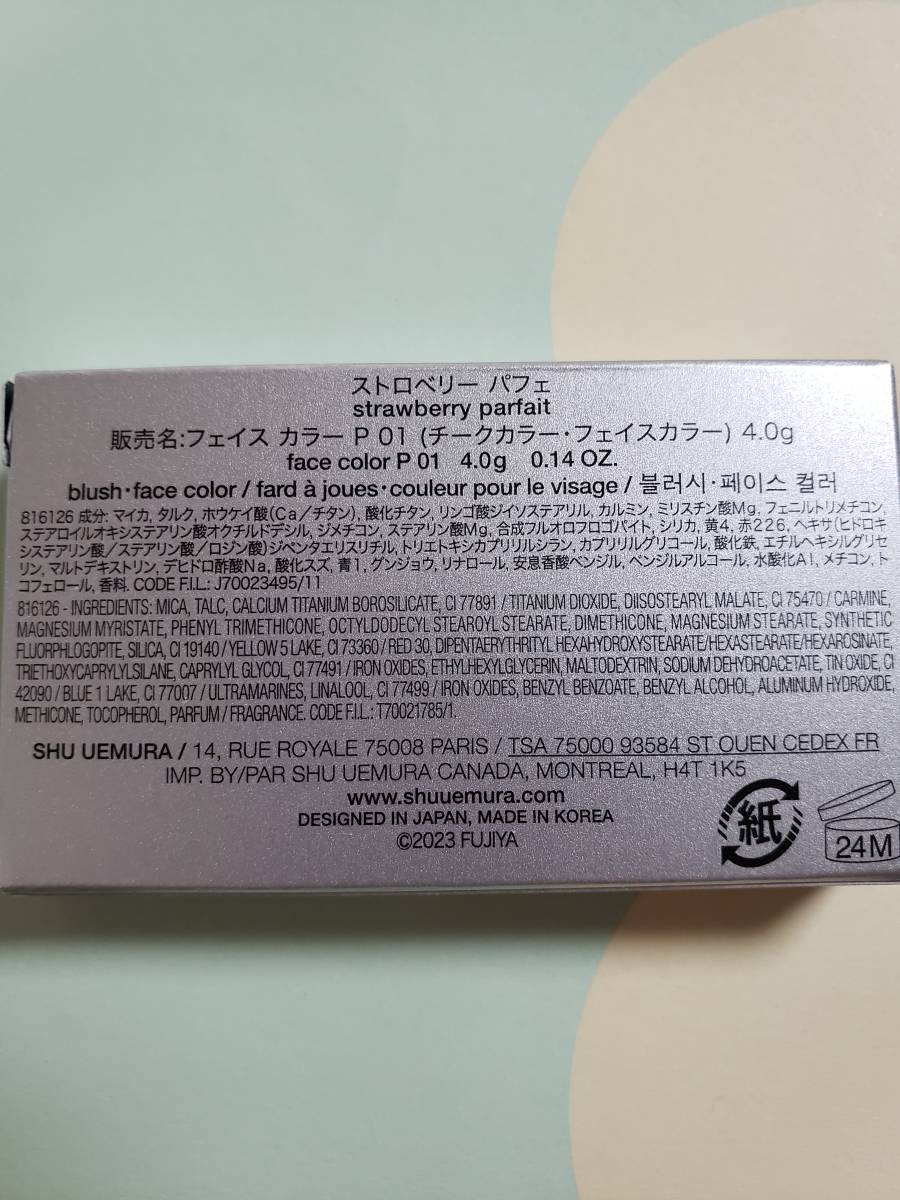 ストロベリー パフェ
strawberry parfait
販売名:フェイス カラー P 01 (チークカラー・フェイスカラー) 4.0g
face color P 01 4.0g 0.14 OZ.
blush・face color / fard à joues・couleur pour le visage / 블러시・페이스 컬러
816126 成分: マイカ, タルク, ホウケイ酸(Ca/チタン), 酸化チタン, リンゴ酸ジイソステアリル, カルミン, ミリスチン酸Mg, フェニルトリメチコン,
ステアロイルオキシステアリン酸オクチルドデシル, ジメチコン, ステアリン酸Mg, 合成フルオロフロゴパイト, シリカ, 黄4, 赤226, ヘキサ(ヒドロキ
システアリン酸/ステアリン酸/ロジン酸)ジペンタエリスリチル, トリエトキシカプリリルシラン, カプリリルグリコール, 酸化鉄, エチルヘキシルグリセ
リン, マルトデキストリン, デヒドロ酢酸Na, 酸化スズ, 青1, グンジョウ, リナロール, 安息香酸ベンジル, ベンジルアルコール, 水酸化A1, メチコン, ト
コフェロール, 香料. CODE F.I.L.: J70023495/11
816126 - INGREDIENTS: MICA, TALC, CALCIUM TITANIUM BOROSILICATE, CI 77891 / TITANIUM DIOXIDE, DIISOSTEARYL MALATE, CI 75470 / CARMINE,
MAGNESIUM MYRISTATE, PHENYL TRIMETHICONE, OCTYLDODECYL STEAROYL STEARATE, DIMETHICONE, MAGNESIUM STEARATE, SYNTHETIC
FLUORPHLOGOPITE, SILICA, CI 19140 / YELLOW 5 LAKE, CI 73360 / RED 30, DIPENTAERYTHRITYL HEXAHYDROXYSTEARATE/HEXASTEARATE/HEXAROSINATE,
TRIETHOXYCAPRYLYLSILANE, CAPRYLYL GLYCOL, CI 77491 / IRON OXIDES, ETHYLHEXYLGLYCERIN, MALTODEXTRIN, SODIUM DEHYDROACETATE, TIN OXIDE, CI
42090 / BLUE 1 LAKE, CI 77007 / ULTRAMARINES, LINALOOL, CI 77499 / IRON OXIDES, BENZYL BENZOATE, BENZYL ALCOHOL, ALUMINUM HYDROXIDE,
METHICONE, TOCOPHEROL, PARFUM / FRAGRANCE. CODE F.I.L.: T70021785/1.
SHU UEMURA / 14, RUE ROYALE 75008 PARIS / TSA 75000 93584 ST OUEN CEDEX FR
IMP. BY/PAR SHU UEMURA CANADA, MONTREAL, H4T 1K5
www.shuuemura.com
DESIGNED IN JAPAN, MADE IN KOREA
©2023 FUJIYA
紙
24M